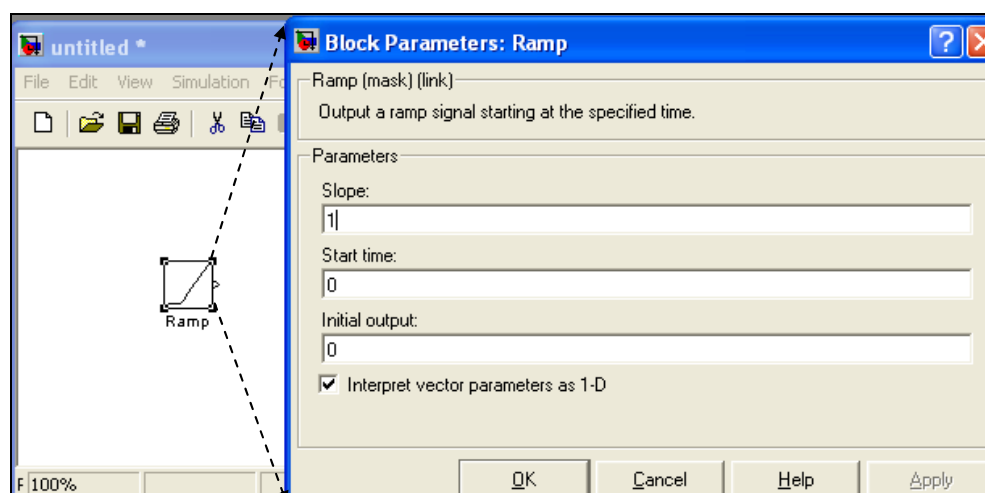 untitled *
File Edit View Simulation Fo
Ramp
F 100%
Block Parameters: Ramp
Ramp (mask) (link)
Output a ramp signal starting at the specified time.
Parameters
Slope:
1
Start time:
0
Initial output:
0
Interpret vector parameters as 1-D
OK Cancel Help Apply